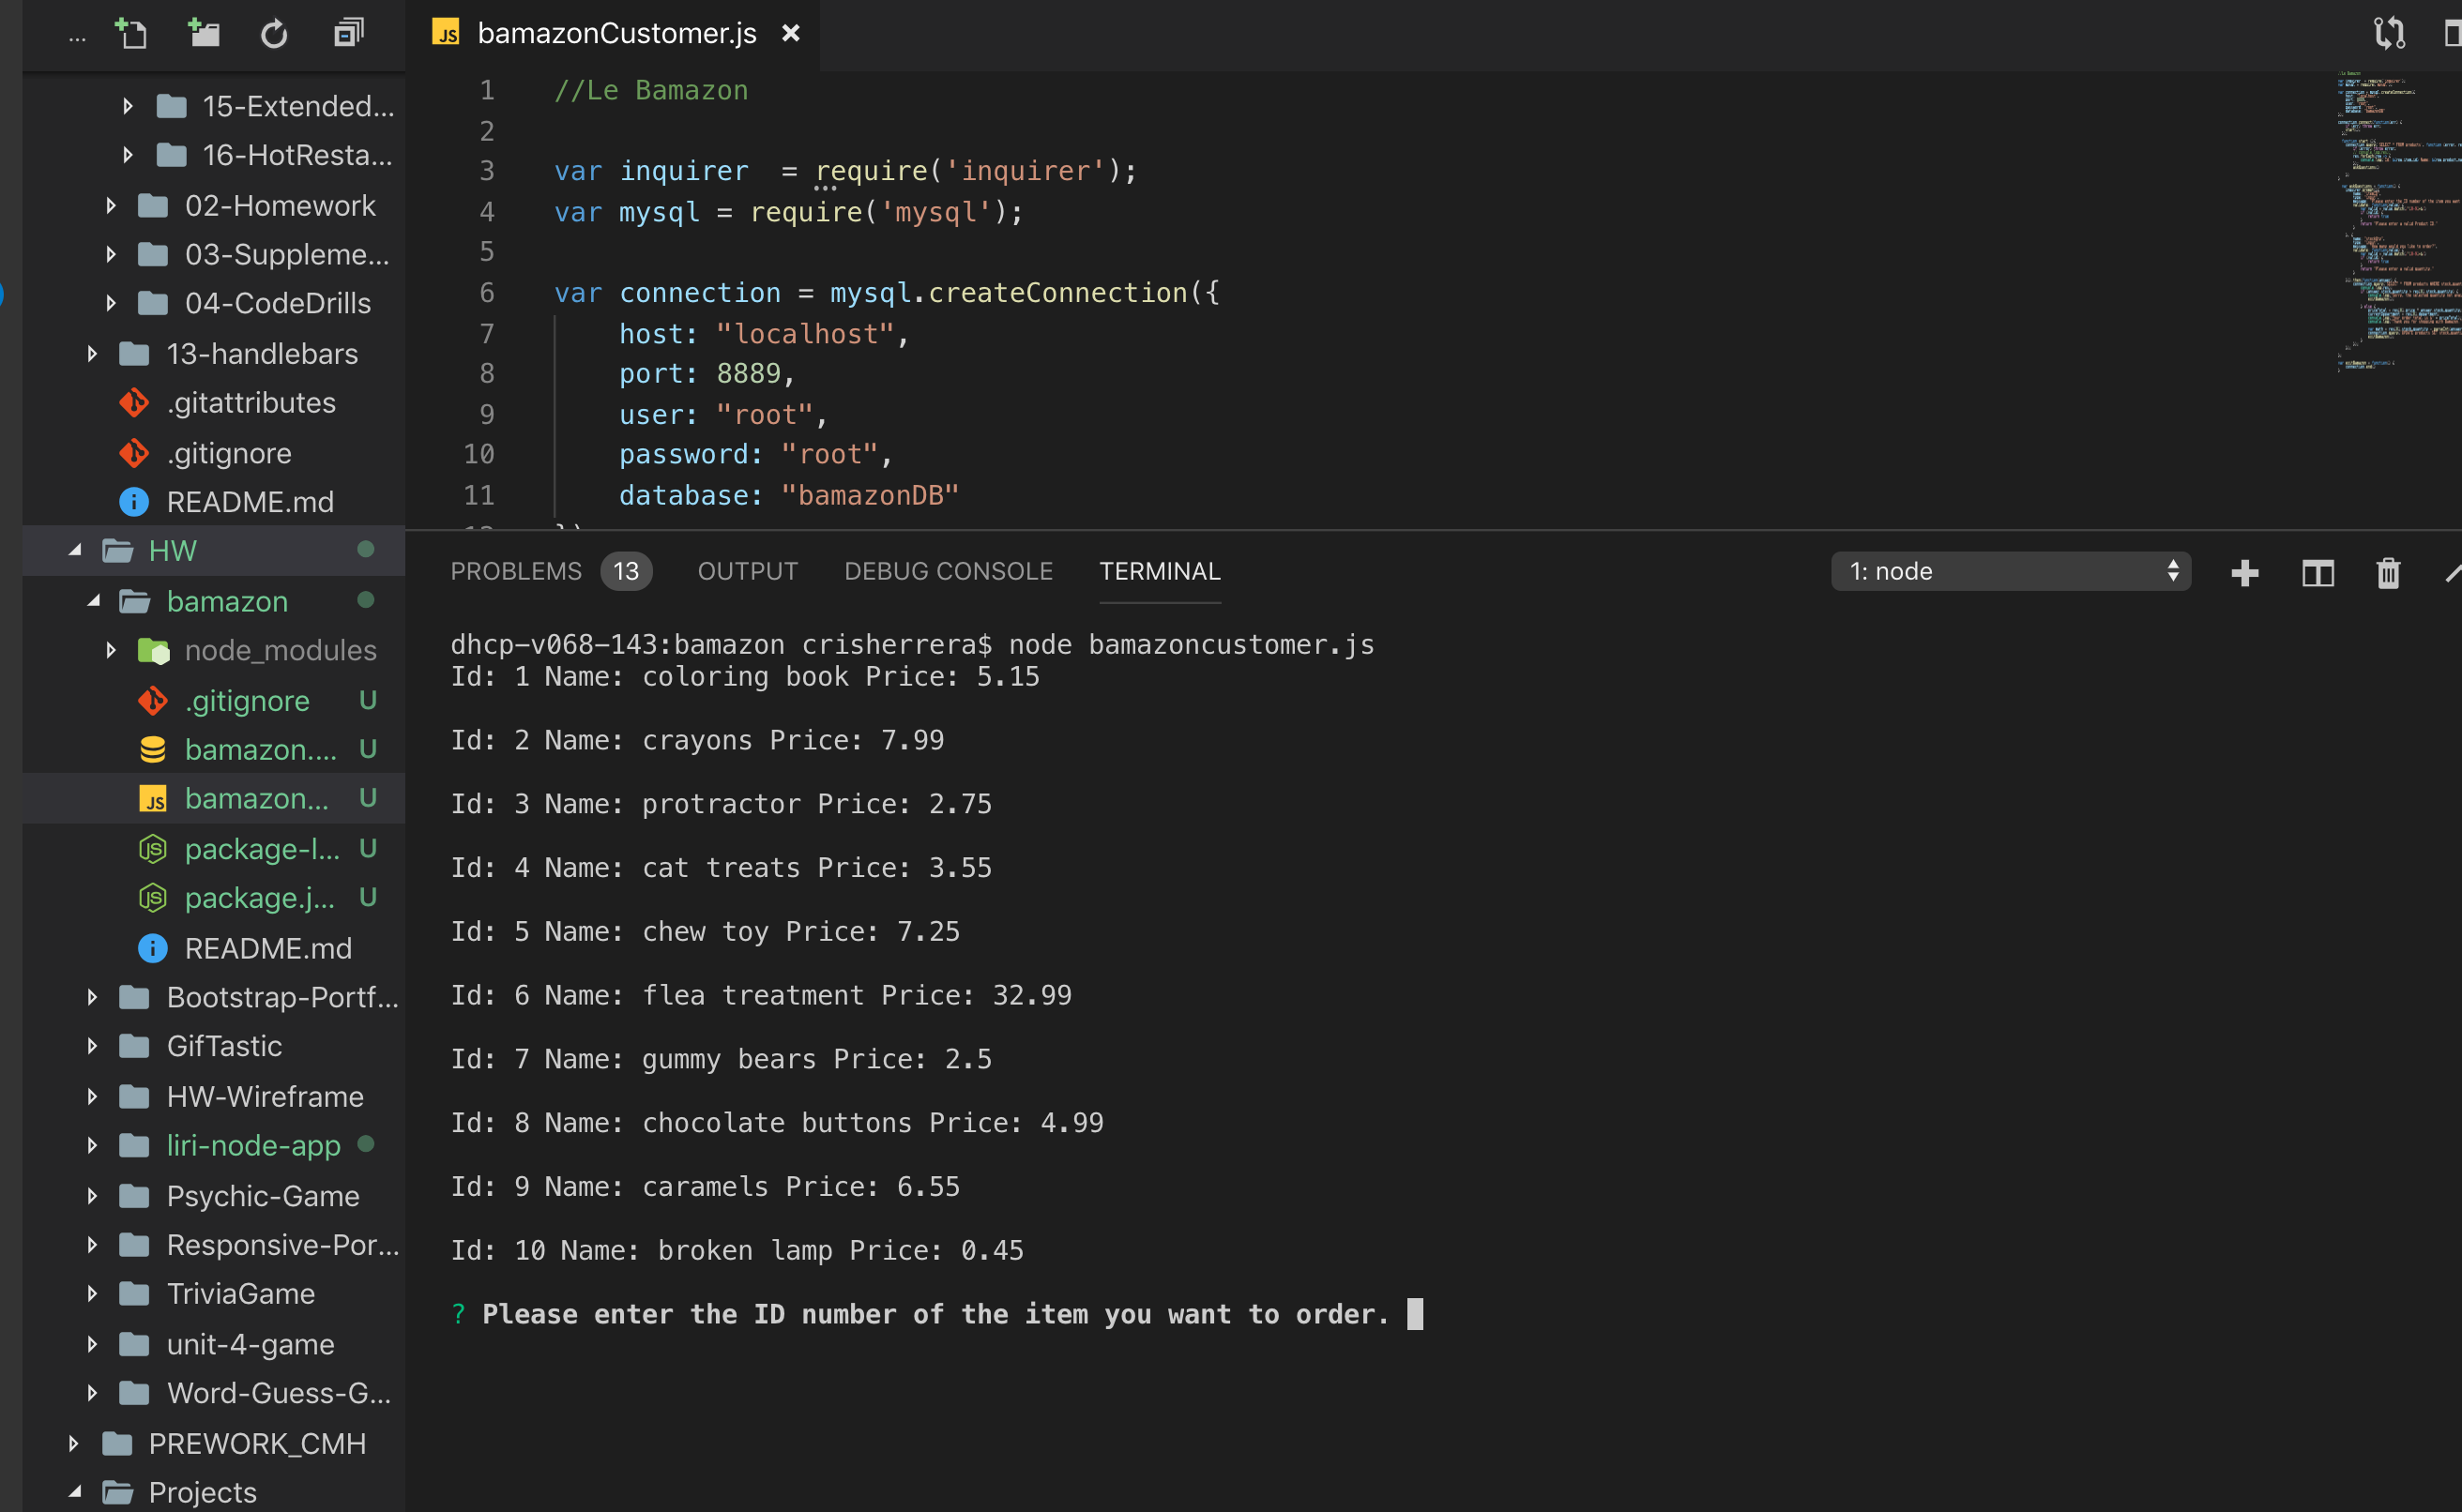 ...
15-Extended...
16-HotResta...
02-Homework
03-Suppleme...
04-CodeDrills
13-handlebars
.gitattributes
.gitignore
README.md
HW
bamazon
node_modules
.gitignore U
bamazon.... U
bamazon... U
package-l... U
package.j... U
README.md
Bootstrap-Portf...
GifTastic
HW-Wireframe
liri-node-app
Psychic-Game
Responsive-Por...
TriviaGame
unit-4-game
Word-Guess-G...
PREWORK_CMH
Projects
JS bamazonCustomer.js
1 //Le Bamazon
2
3 var inquirer  = require('inquirer');
4 var mysql = require('mysql');
5
6 var connection = mysql.createConnection({
7 host: "localhost",
8 port: 8889,
9 user: "root",
10 password: "root",
11 database: "bamazonDB"
PROBLEMS 13 OUTPUT DEBUG CONSOLE TERMINAL 1: node
dhcp-v068-143:bamazon crisherrera$ node bamazoncustomer.js
Id: 1 Name: coloring book Price: 5.15
Id: 2 Name: crayons Price: 7.99
Id: 3 Name: protractor Price: 2.75
Id: 4 Name: cat treats Price: 3.55
Id: 5 Name: chew toy Price: 7.25
Id: 6 Name: flea treatment Price: 32.99
Id: 7 Name: gummy bears Price: 2.5
Id: 8 Name: chocolate buttons Price: 4.99
Id: 9 Name: caramels Price: 6.55
Id: 10 Name: broken lamp Price: 0.45
? Please enter the ID number of the item you want to order.